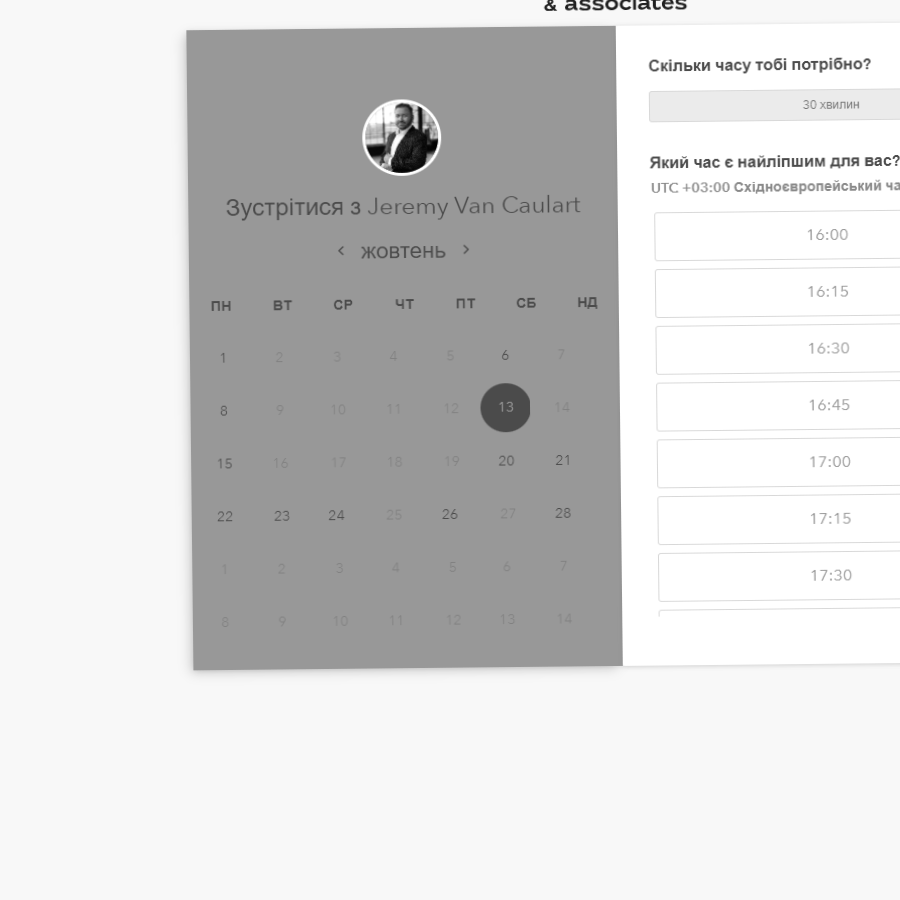 & associates
Зустрітися з Jeremy Van Caulart
жовтень
ПН ВТ СР ЧТ ПТ СБ НД
1 2 3 4 5 6 7
8 9 10 11 12 13 14
15 16 17 18 19 20 21
22 23 24 25 26 27 28
1 2 3 4 5 6 7
8 9 10 11 12 13 14
Скільки часу тобі потрібно?
30 хвилин
Який час є найліпшим для вас?
UTC +03:00 Східноєвропейський ча
16:00
16:15
16:30
16:45
17:00
17:15
17:30